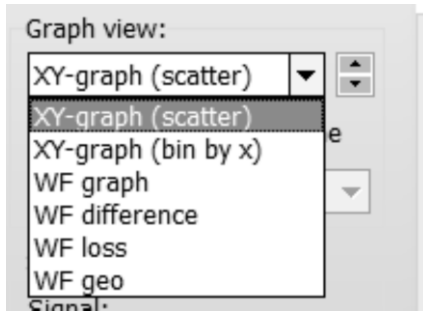 Graph view:
XY-graph (scatter)
XY-graph (scatter)
XY-graph (bin by x)
WF graph
WF difference
WF loss
WF geo
Signal: